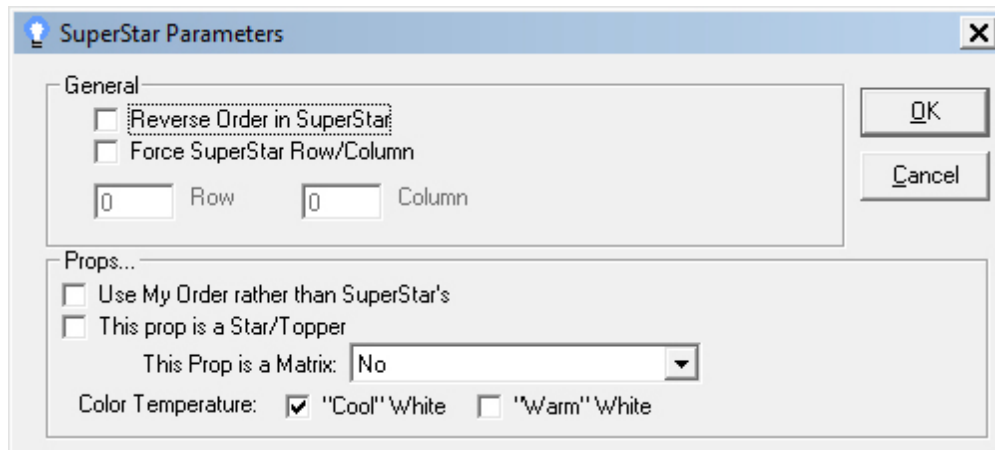 SuperStar Parameters
General
Reverse Order in SuperStar
Force SuperStar Row/Column
0 Row 0 Column
OK
Cancel
Props...
Use My Order rather than SuperStar's
This prop is a Star/Topper
This Prop is a Matrix: No
Color Temperature: "Cool" White "Warm" White